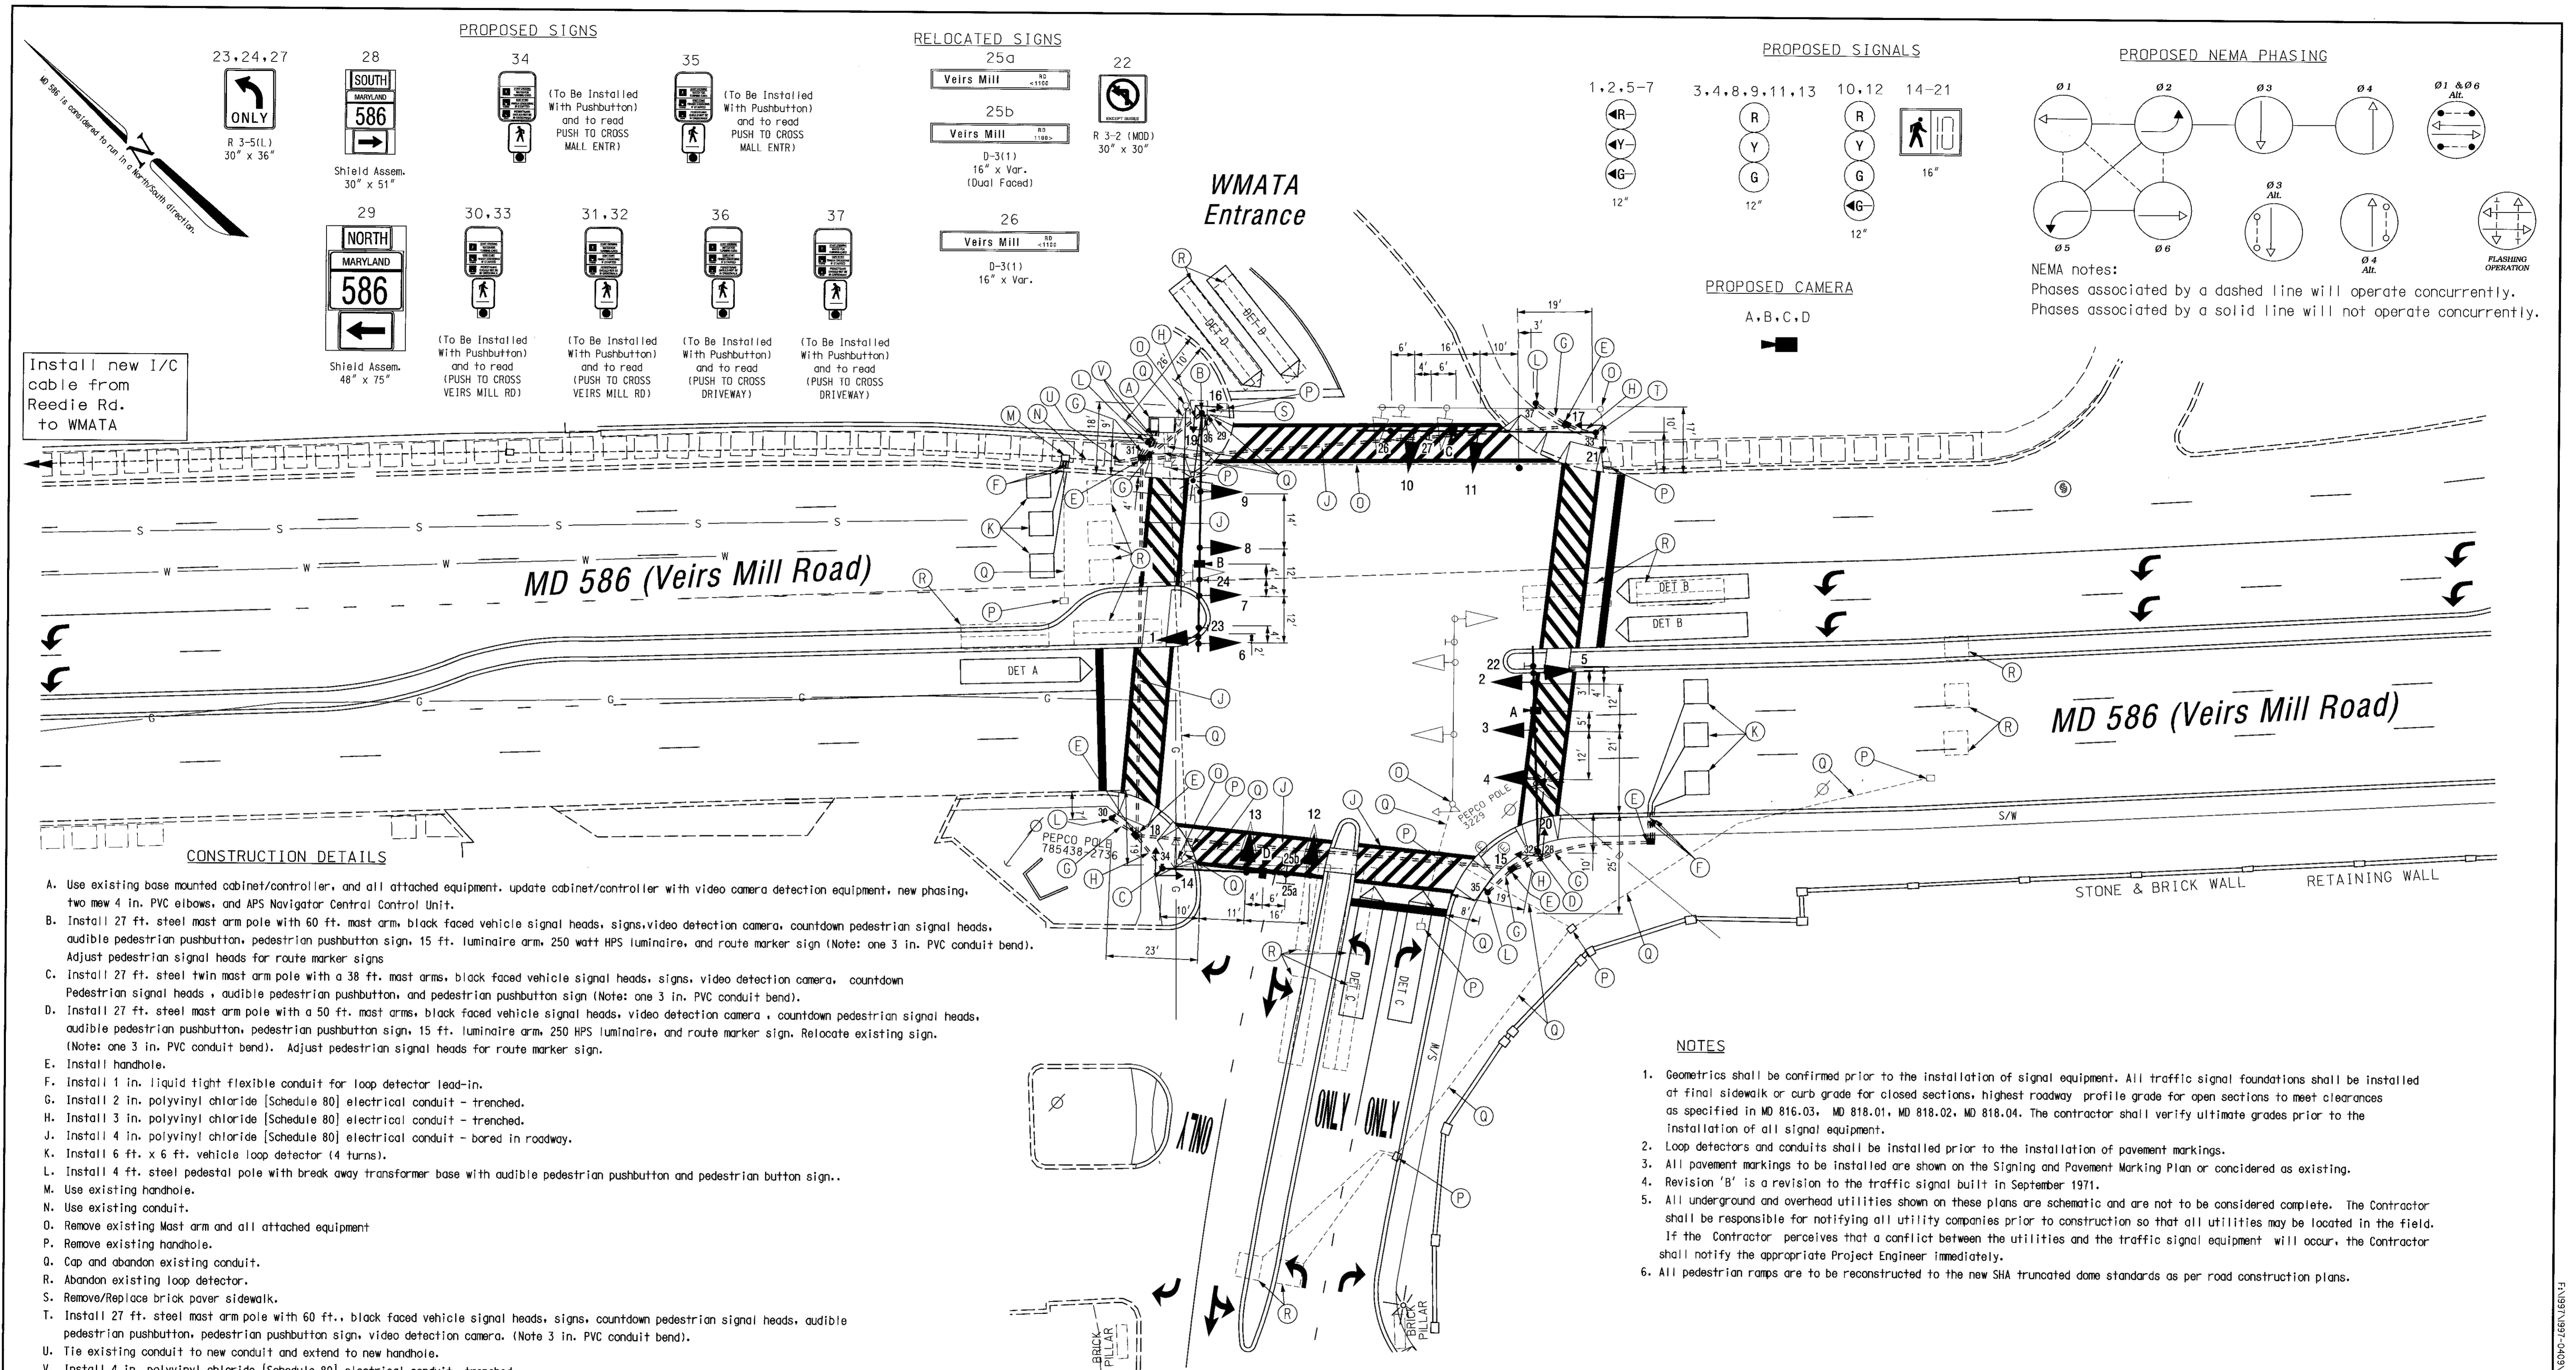 PROPOSED SIGNS
RELOCATED SIGNS
PROPOSED SIGNALS
PROPOSED NEMA PHASING
MD 586 is considered to run in a North/South direction.
N
23,24,27
ONLY
R 3-5(L)
30" x 36"
28
SOUTH
MARYLAND
586
Shield Assem.
30" x 51"
34
(To Be Installed
With Pushbutton)
and to read
PUSH TO CROSS
MALL ENTR)
35
(To Be Installed
With Pushbutton)
and to read
PUSH TO CROSS
MALL ENTR)
25a
Veirs Mill RD <1100
25b
Veirs Mill RD 1100>
D-3(1)
16" x Var.
(Dual Faced)
22
EXCEPT BUSES
R 3-2 (MOD)
30" x 30"
1,2,5-7
R
Y
G
12"
3,4,8,9,11,13
R
Y
G
12"
10,12
R
Y
G
G
12"
14-21
16"
Ø1
Ø2
Ø3
Ø4
Ø1 &Ø6
Alt.
Ø5
Ø6
Ø3
Alt.
Ø4
Alt.
FLASHING
OPERATION
NEMA notes:
Phases associated by a dashed line will operate concurrently.
Phases associated by a solid line will not operate concurrently.
29
NORTH
MARYLAND
586
Shield Assem.
48" x 75"
30,33
(To Be Installed
With Pushbutton)
and to read
(PUSH TO CROSS
VEIRS MILL RD)
31,32
(To Be Installed
With Pushbutton)
and to read
(PUSH TO CROSS
VEIRS MILL RD)
36
(To Be Installed
With Pushbutton)
and to read
(PUSH TO CROSS
DRIVEWAY)
37
(To Be Installed
With Pushbutton)
and to read
(PUSH TO CROSS
DRIVEWAY)
26
Veirs Mill RD <1100
D-3(1)
16" x Var.
WMATA
Entrance
PROPOSED CAMERA
A,B,C,D
Install new I/C
cable from
Reedie Rd.
to WMATA
DET D
DET D
MD 586 (Veirs Mill Road)
DET A
DET B
DET B
MD 586 (Veirs Mill Road)
PEPCO POLE
785438-2736
PEPCO POLE
3229
S/W
STONE & BRICK WALL
RETAINING WALL
DET C
DET C
W/S
ONLY
ONLY
ONLY
BRICK
PILLAR
BRICK
PILLAR
CONSTRUCTION DETAILS
A. Use existing base mounted cabinet/controller, and all attached equipment. update cabinet/controller with video camera detection equipment, new phasing,
two mew 4 in. PVC elbows, and APS Navigator Central Control Unit.
B. Install 27 ft. steel mast arm pole with 60 ft. mast arm, black faced vehicle signal heads, signs,video detection camera, countdown pedestrian signal heads,
audible pedestrian pushbutton, pedestrian pushbutton sign, 15 ft. luminaire arm, 250 watt HPS luminaire, and route marker sign (Note: one 3 in. PVC conduit bend).
Adjust pedestrian signal heads for route marker signs
C. Install 27 ft. steel twin mast arm pole with a 38 ft. mast arms, black faced vehicle signal heads, signs, video detection camera, countdown
Pedestrian signal heads , audible pedestrian pushbutton, and pedestrian pushbutton sign (Note: one 3 in. PVC conduit bend).
D. Install 27 ft. steel mast arm pole with a 50 ft. mast arms, black faced vehicle signal heads, video detection camera , countdown pedestrian signal heads,
audible pedestrian pushbutton, pedestrian pushbutton sign, 15 ft. luminaire arm, 250 HPS luminaire, and route marker sign. Relocate existing sign.
(Note: one 3 in. PVC conduit bend). Adjust pedestrian signal heads for route marker sign.
E. Install handhole.
F. Install 1 in. liquid tight flexible conduit for loop detector lead-in.
G. Install 2 in. polyvinyl chloride [Schedule 80] electrical conduit - trenched.
H. Install 3 in. polyvinyl chloride [Schedule 80] electrical conduit - trenched.
J. Install 4 in. polyvinyl chloride [Schedule 80] electrical conduit - bored in roadway.
K. Install 6 ft. x 6 ft. vehicle loop detector (4 turns).
L. Install 4 ft. steel pedestal pole with break away transformer base with audible pedestrian pushbutton and pedestrian button sign..
M. Use existing handhole.
N. Use existing conduit.
O. Remove existing Mast arm and all attached equipment
P. Remove existing handhole.
Q. Cap and abandon existing conduit.
R. Abandon existing loop detector.
S. Remove/Replace brick paver sidewalk.
T. Install 27 ft. steel mast arm pole with 60 ft., black faced vehicle signal heads, signs, countdown pedestrian signal heads, audible
pedestrian pushbutton, pedestrian pushbutton sign, video detection camera. (Note 3 in. PVC conduit bend).
U. Tie existing conduit to new conduit and extend to new handhole.
V. Install 4 in. polyvinyl chloride [Schedule 80] electrical conduit- trenched.
NOTES
1. Geometrics shall be confirmed prior to the installation of signal equipment. All traffic signal foundations shall be installed
at final sidewalk or curb grade for closed sections, highest roadway profile grade for open sections to meet clearances
as specified in MD 816.03, MD 818.01, MD 818.02, MD 818.04. The contractor shall verify ultimate grades prior to the
installation of all signal equipment.
2. Loop detectors and conduits shall be installed prior to the installation of pavement markings.
3. All pavement markings to be installed are shown on the Signing and Pavement Marking Plan or concidered as existing.
4. Revision 'B' is a revision to the traffic signal built in September 1971.
5. All underground and overhead utilities shown on these plans are schematic and are not to be considered complete. The Contractor
shall be responsible for notifying all utility companies prior to construction so that all utilities may be located in the field.
If the Contractor perceives that a conflict between the utilities and the traffic signal equipment will occur, the Contractor
shall notify the appropriate Project Engineer immediately.
6. All pedestrian ramps are to be reconstructed to the new SHA truncated dome standards as per road construction plans.